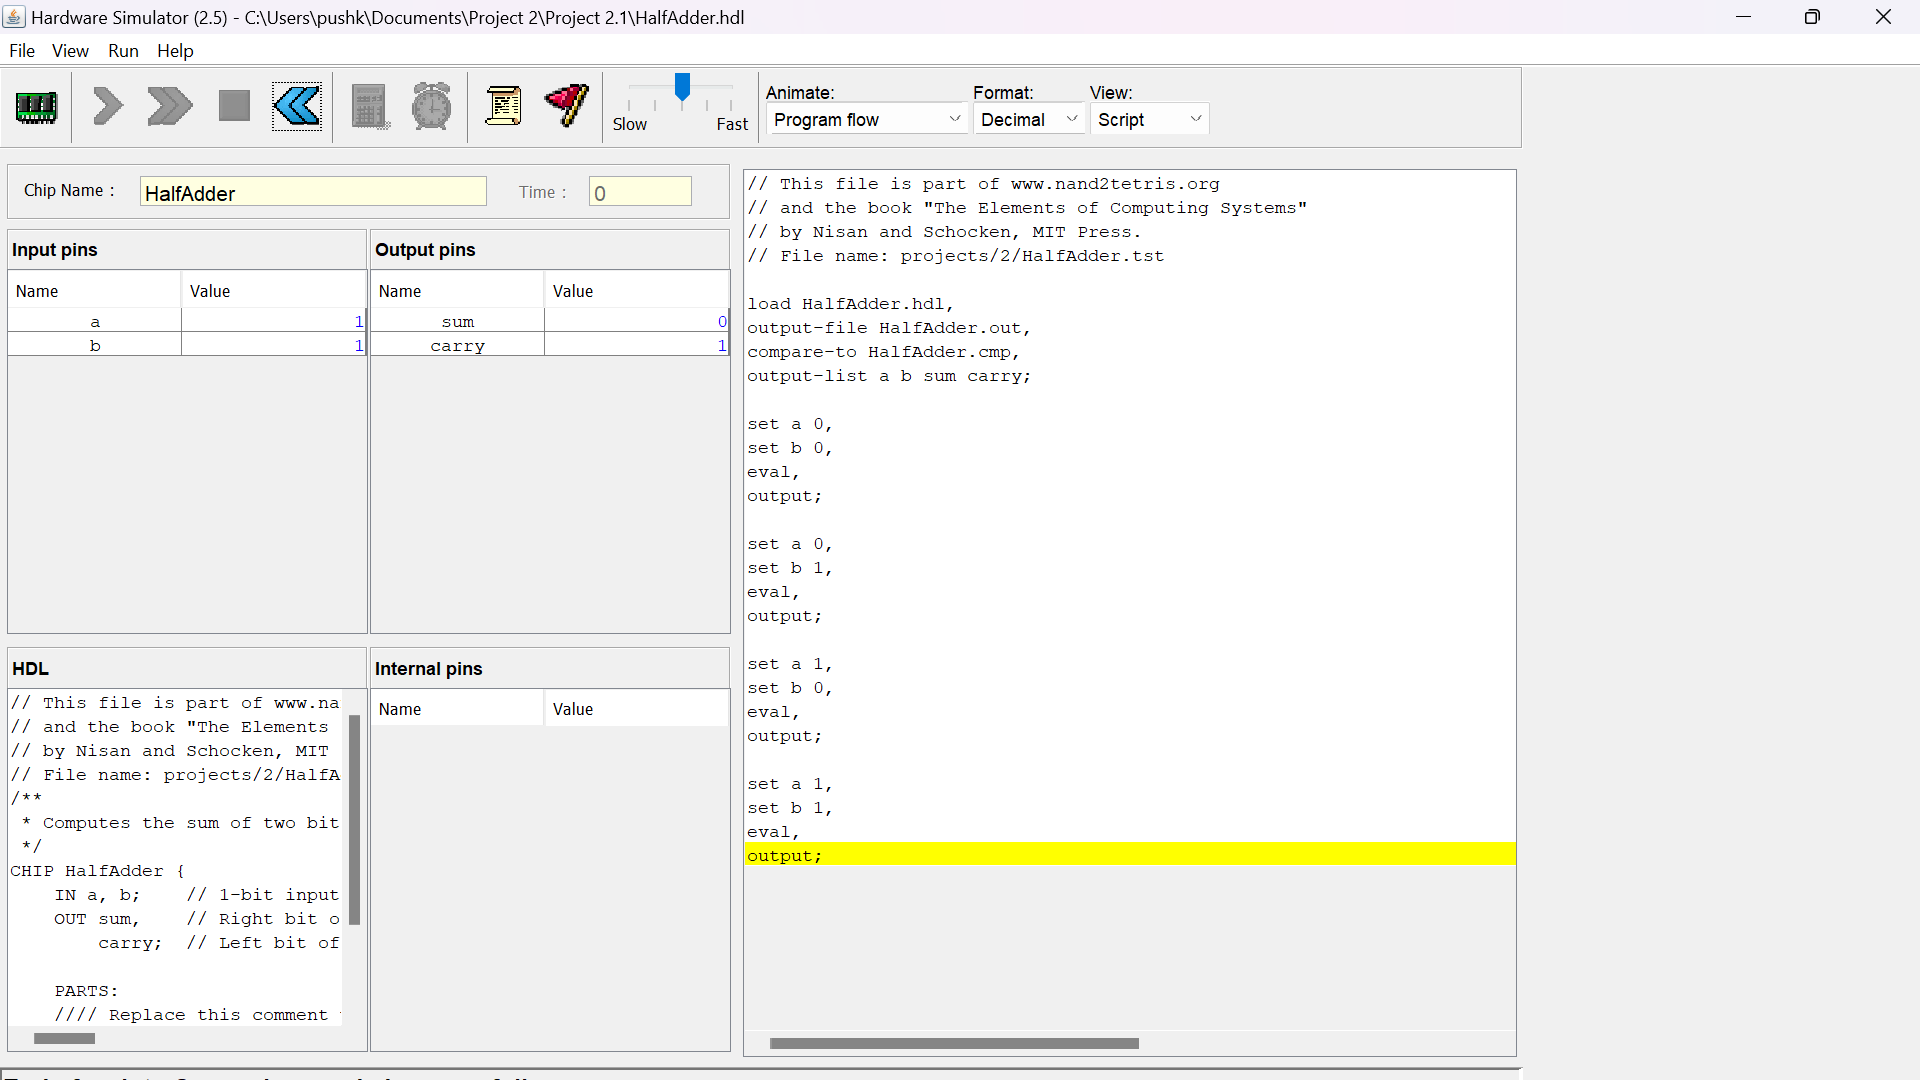 Hardware Simulator (2.5) - C:\Users\pushk\Documents\Project 2\Project 2.1\HalfAdder.hdl
File View Run Help
Slow Fast
Animate: Format: View:
Program flow Decimal Script
Chip Name : HalfAdder Time : 0
Input pins
Name Value
a 1
b 1
Output pins
Name Value
sum 0
carry 1
HDL
// This file is part of www.na
// and the book "The Elements
// by Nisan and Schocken, MIT
// File name: projects/2/HalfA
/**
* Computes the sum of two bit
*/
CHIP HalfAdder {
IN a, b; // 1-bit input
OUT sum, // Right bit o
carry; // Left bit of
PARTS:
//// Replace this comment
Internal pins
Name Value
// This file is part of www.nand2tetris.org
// and the book "The Elements of Computing Systems"
// by Nisan and Schocken, MIT Press.
// File name: projects/2/HalfAdder.tst
load HalfAdder.hdl,
output-file HalfAdder.out,
compare-to HalfAdder.cmp,
output-list a b sum carry;
set a 0,
set b 0,
eval,
output;
set a 0,
set b 1,
eval,
output;
set a 1,
set b 0,
eval,
output;
set a 1,
set b 1,
eval,
output;